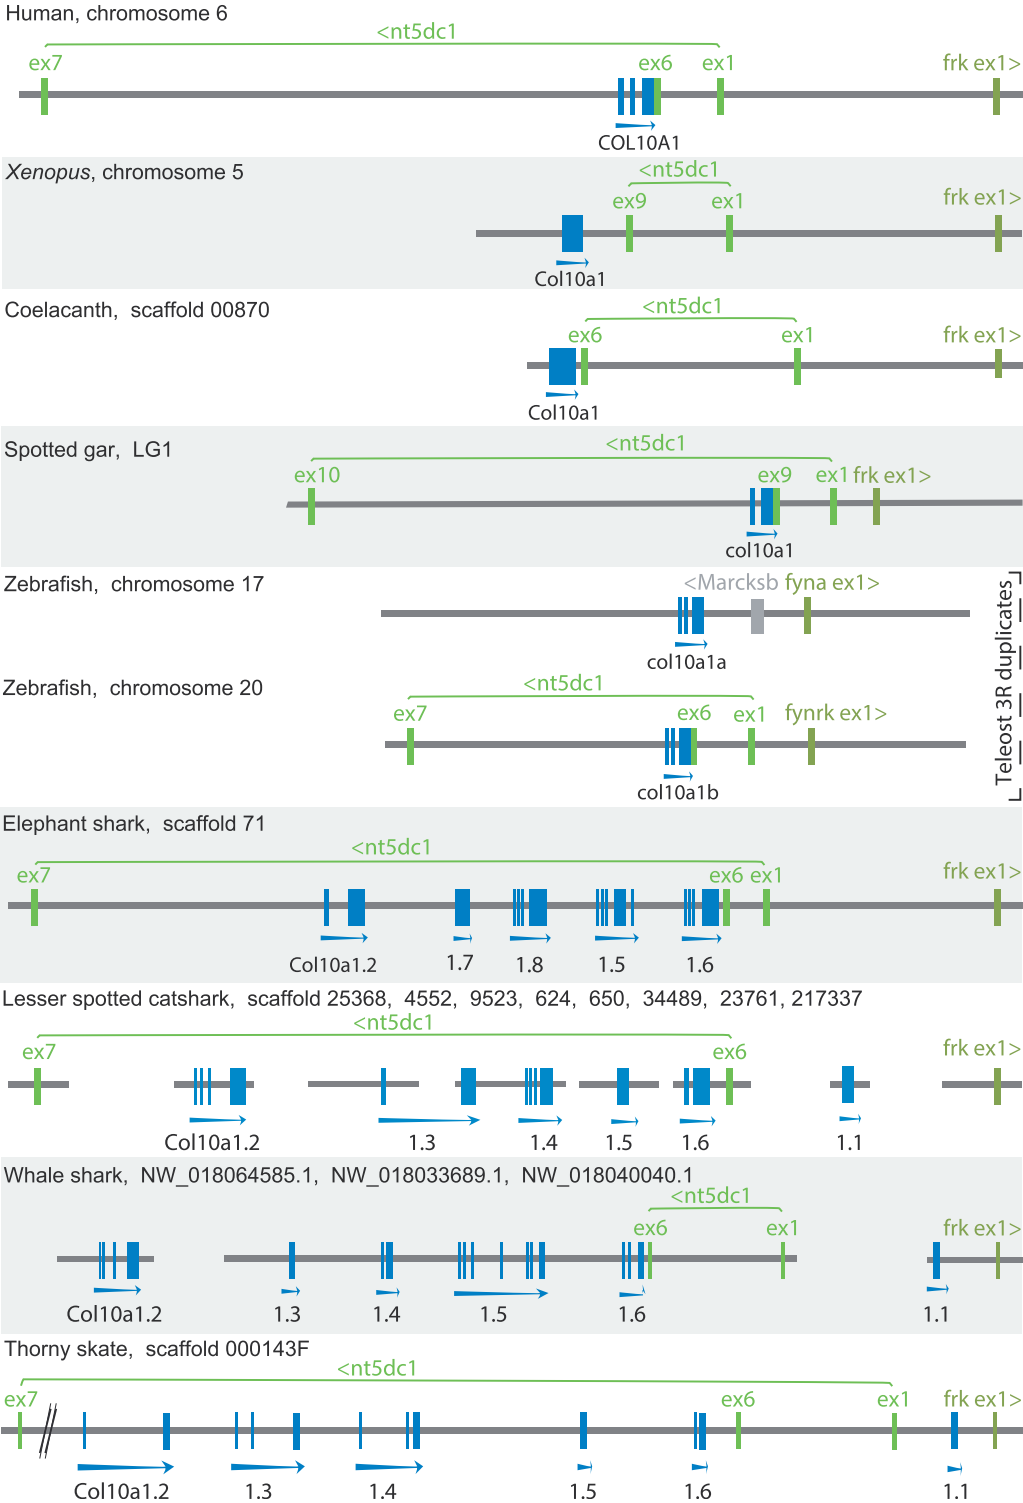 Human, chromosome 6
<nt5dc1
ex7 ex6 ex1 frk ex1>
COL10A1
Xenopus, chromosome 5
<nt5dc1
ex9 ex1 frk ex1>
Col10a1
Coelacanth, scaffold 00870
<nt5dc1
ex6 ex1 frk ex1>
Col10a1
Spotted gar, LG1
<nt5dc1
ex10 ex9 ex1 frk ex1>
col10a1
Zebrafish, chromosome 17
<Marcksb fyna ex1>
col10a1a
Zebrafish, chromosome 20
<nt5dc1
ex7 ex6 ex1 fynrk ex1>
col10a1b
Teleost 3R duplicates
Elephant shark, scaffold 71
<nt5dc1
ex7 ex6 ex1 frk ex1>
Col10a1.2 1.7 1.8 1.5 1.6
Lesser spotted catshark, scaffold 25368, 4552, 9523, 624, 650, 34489, 23761, 217337
<nt5dc1
ex7 ex6 frk ex1>
Col10a1.2 1.3 1.4 1.5 1.6 1.1
Whale shark, NW_018064585.1, NW_018033689.1, NW_018040040.1
<nt5dc1
ex6 ex1 frk ex1>
Col10a1.2 1.3 1.4 1.5 1.6 1.1
Thorny skate, scaffold 000143F
<nt5dc1
ex7 ex6 ex1 frk ex1>
Col10a1.2 1.3 1.4 1.5 1.6 1.1